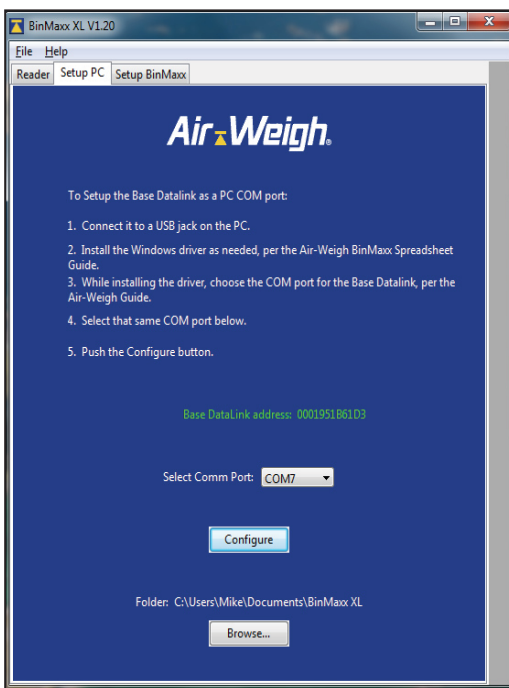 BinMaxx XL V1.20
File Help
Reader Setup PC Setup BinMaxx
Air-Weigh®
To Setup the Base Datalink as a PC COM port:
1. Connect it to a USB jack on the PC.
2. Install the Windows driver as needed, per the Air-Weigh BinMaxx Spreadsheet
Guide.
3. While installing the driver, choose the COM port for the Base Datalink, per the
Air-Weigh Guide.
4. Select that same COM port below.
5. Push the Configure button.
Base DataLink address: 0001951B61D3
Select Comm Port: COM7
Configure
Folder: C:\Users\Mike\Documents\BinMaxx XL
Browse...